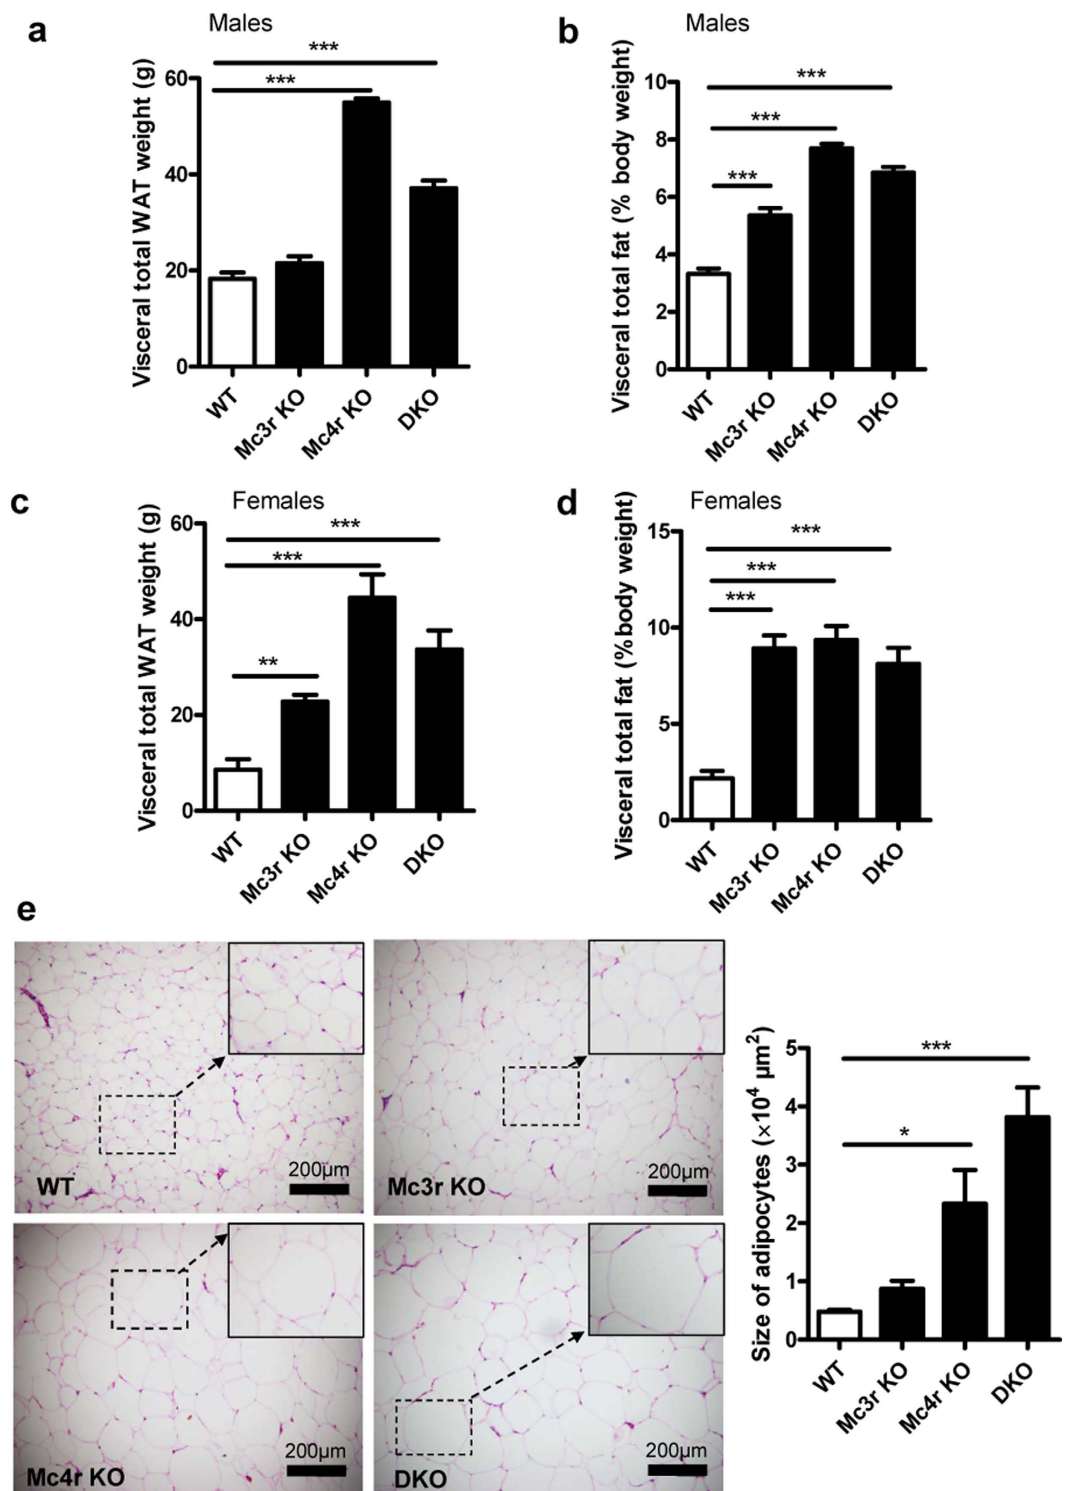 a
Males
Visceral total WAT weight (g)
60
40
20
0
***
***
WT
Mc3r KO
Mc4r KO
DKO
b
Males
Visceral total fat (% body weight)
10
8
6
4
2
0
***
***
***
WT
Mc3r KO
Mc4r KO
DKO
c
Females
Visceral total WAT weight (g)
60
40
20
0
***
***
**
WT
Mc3r KO
Mc4r KO
DKO
d
Females
Visceral total fat (%body weight)
15
10
5
0
***
***
***
WT
Mc3r KO
Mc4r KO
DKO
e
WT
200µm
Mc3r KO
200µm
Mc4r KO
200µm
DKO
200µm
Size of adipocytes (×10⁴ µm²)
5
4
3
2
1
0
***
*
WT
Mc3r KO
Mc4r KO
DKO